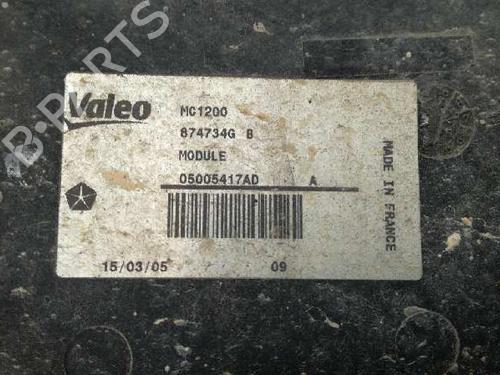 B-PARTS
Valeo
MC1200
874734G B
MODULE
05005417AD A
15/03/05 09
MADE IN FRANCE